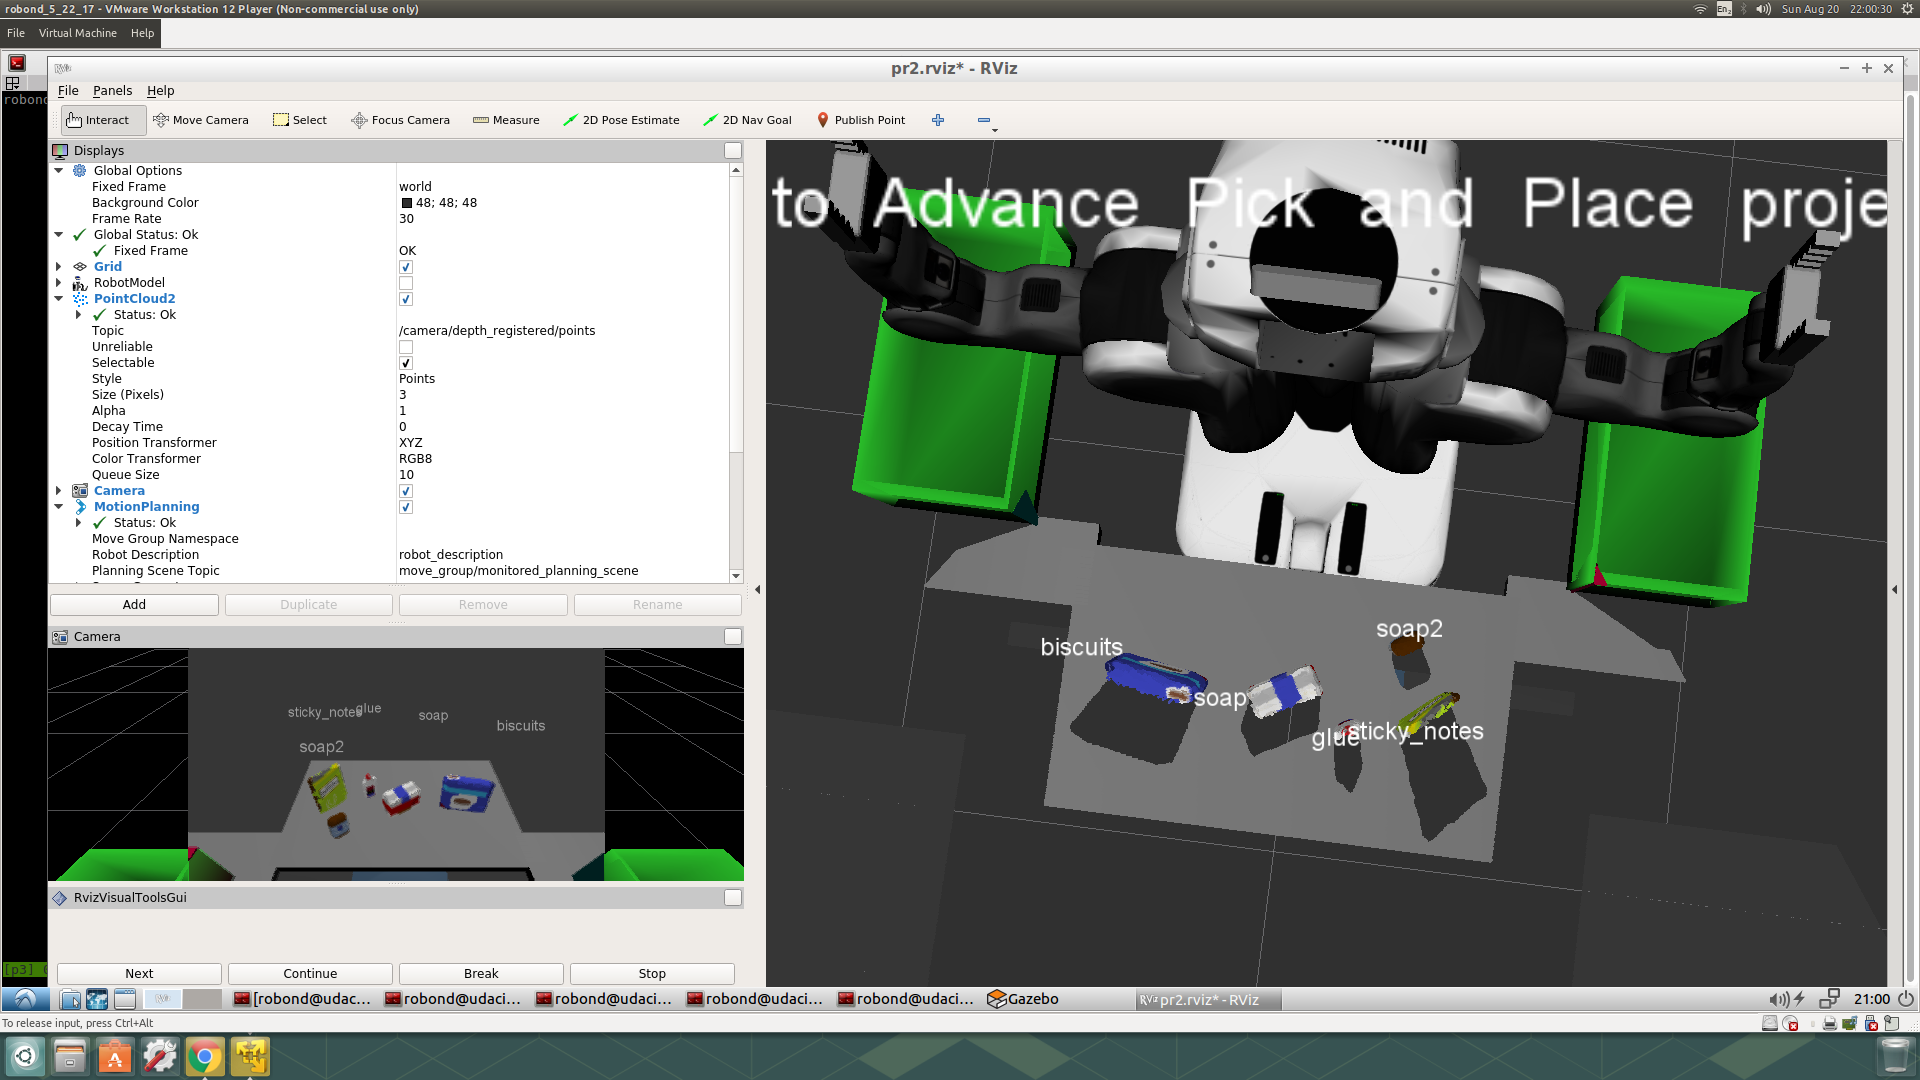 robond_5_22_17 - VMware Workstation 12 Player (Non-commercial use only)
En2
Sun Aug 20 22:00:30
File Virtual Machine Help
robond
pr2.rviz* - RViz
File Panels Help
Interact Move Camera Select Focus Camera Measure 2D Pose Estimate 2D Nav Goal Publish Point
Displays
Global Options
Fixed Frame world
Background Color 48; 48; 48
Frame Rate 30
Global Status: Ok
Fixed Frame OK
Grid
RobotModel
PointCloud2
Status: Ok
Topic /camera/depth_registered/points
Unreliable
Selectable
Style Points
Size (Pixels) 3
Alpha 1
Decay Time 0
Position Transformer XYZ
Color Transformer RGB8
Queue Size 10
Camera
MotionPlanning
Status: Ok
Move Group Namespace
Robot Description robot_description
Planning Scene Topic move_group/monitored_planning_scene
Add Duplicate Remove Rename
Camera
sticky_notes glue soap biscuits
soap2
RvizVisualToolsGui
Next Continue Break Stop
to Advance Pick and Place proje
soap2
biscuits
soap
glue sticky_notes
[p3] 0
[robond@udac... robond@udaci... robond@udaci... robond@udaci... robond@udaci... Gazebo RViz pr2.rviz* - RViz 21:00
To release input, press Ctrl+Alt